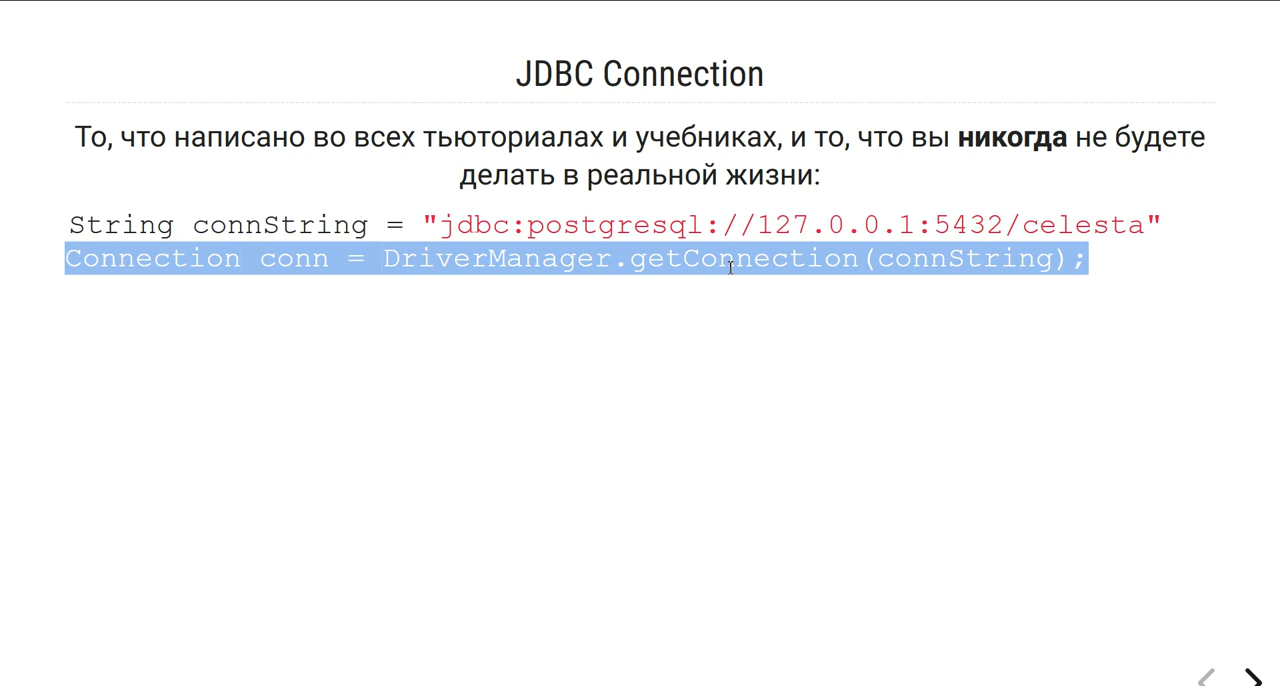 JDBC Connection
То, что написано во всех тьюториалах и учебниках, и то, что вы никогда не будете
делать в реальной жизни:
String connString = "jdbc:postgresql://127.0.0.1:5432/celesta"
Connection conn = DriverManager.getConnection(connString);